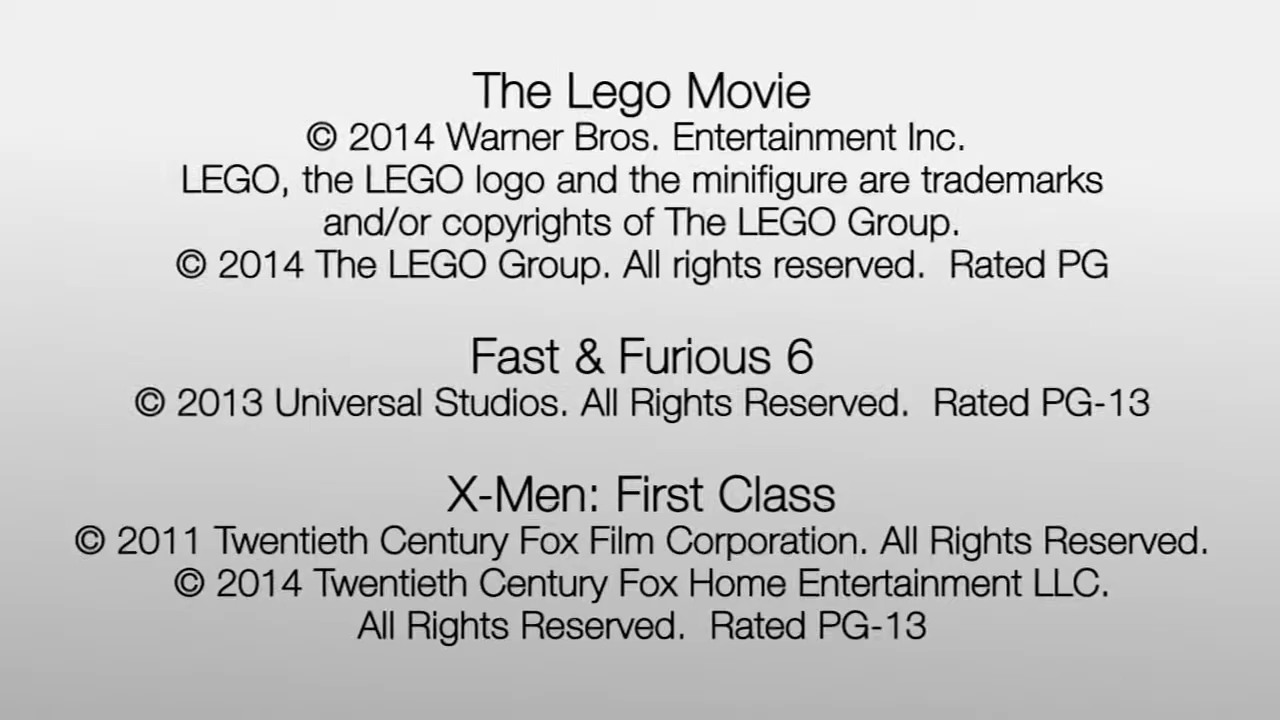 The Lego Movie
© 2014 Warner Bros. Entertainment Inc.
LEGO, the LEGO logo and the minifigure are trademarks
and/or copyrights of The LEGO Group.
© 2014 The LEGO Group. All rights reserved.  Rated PG
Fast & Furious 6
© 2013 Universal Studios. All Rights Reserved.  Rated PG-13
X-Men: First Class
© 2011 Twentieth Century Fox Film Corporation. All Rights Reserved.
© 2014 Twentieth Century Fox Home Entertainment LLC.
All Rights Reserved.  Rated PG-13